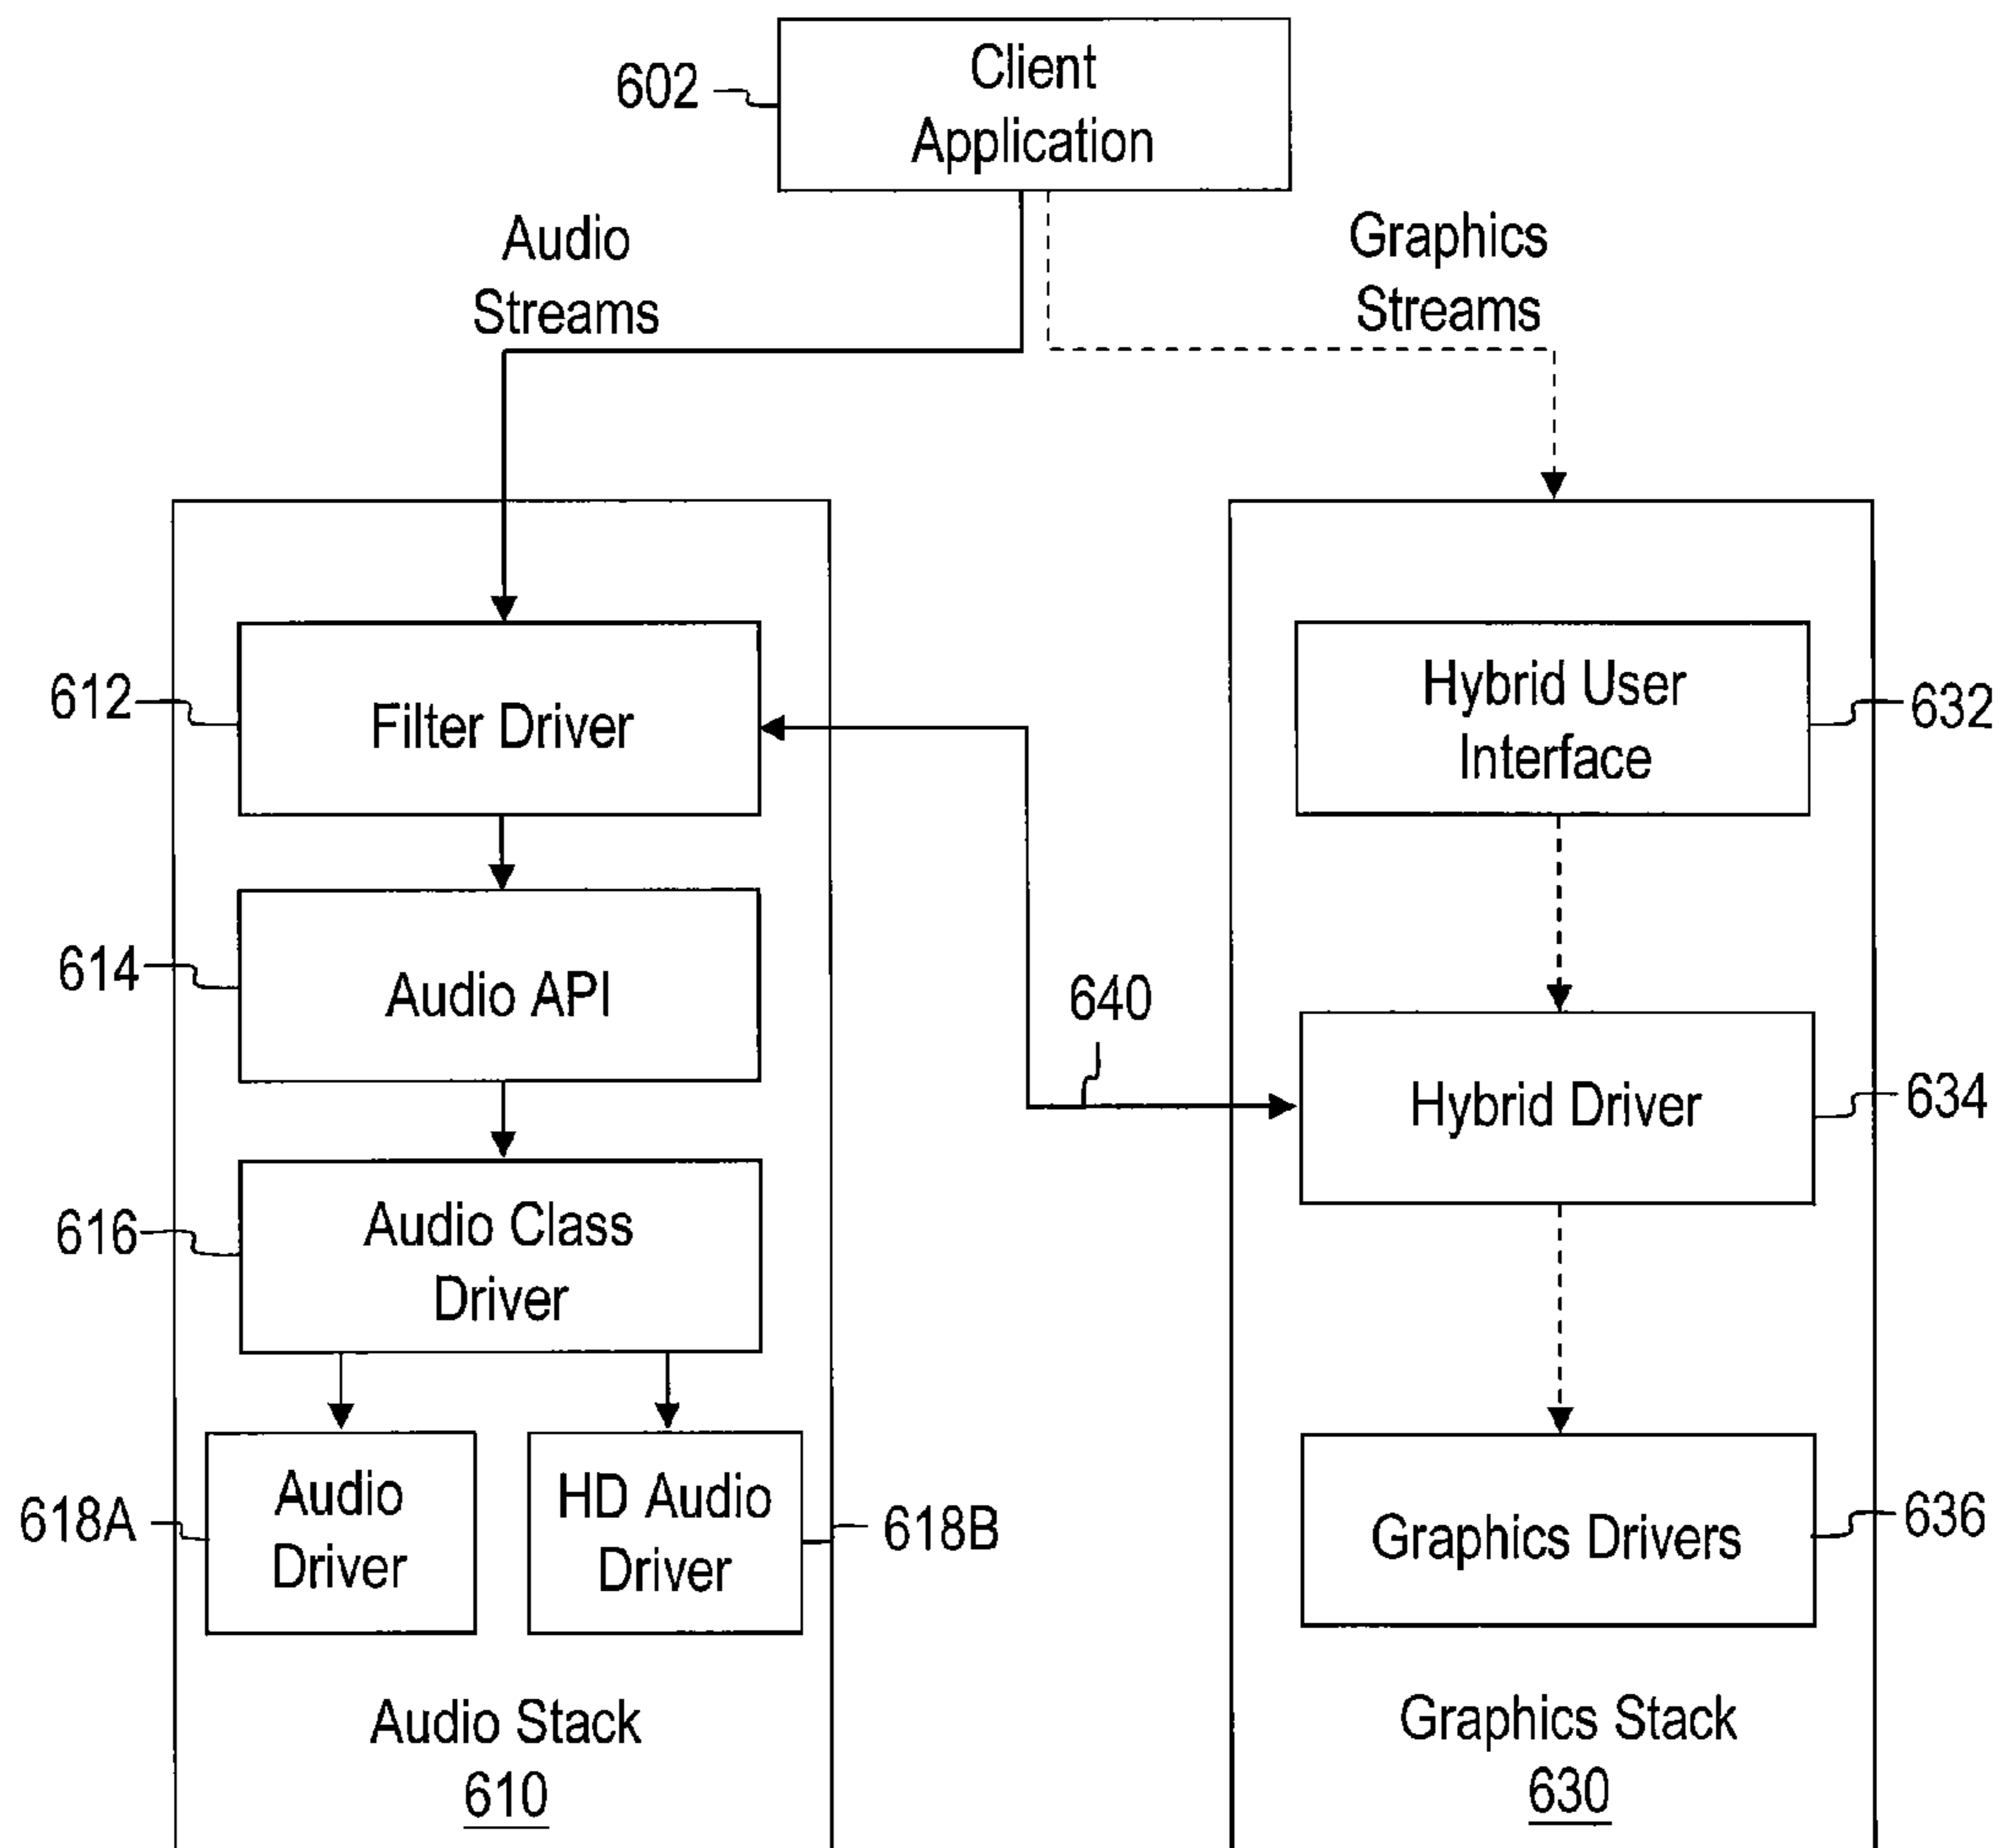 602
Client
Application
Audio
Streams
Graphics
Streams
612
Filter Driver
Hybrid User
Interface
632
614
Audio API
640
Hybrid Driver
634
616
Audio Class
Driver
618A
Audio
Driver
HD Audio
Driver
618B
Graphics Drivers
636
Audio Stack
610
Graphics Stack
630